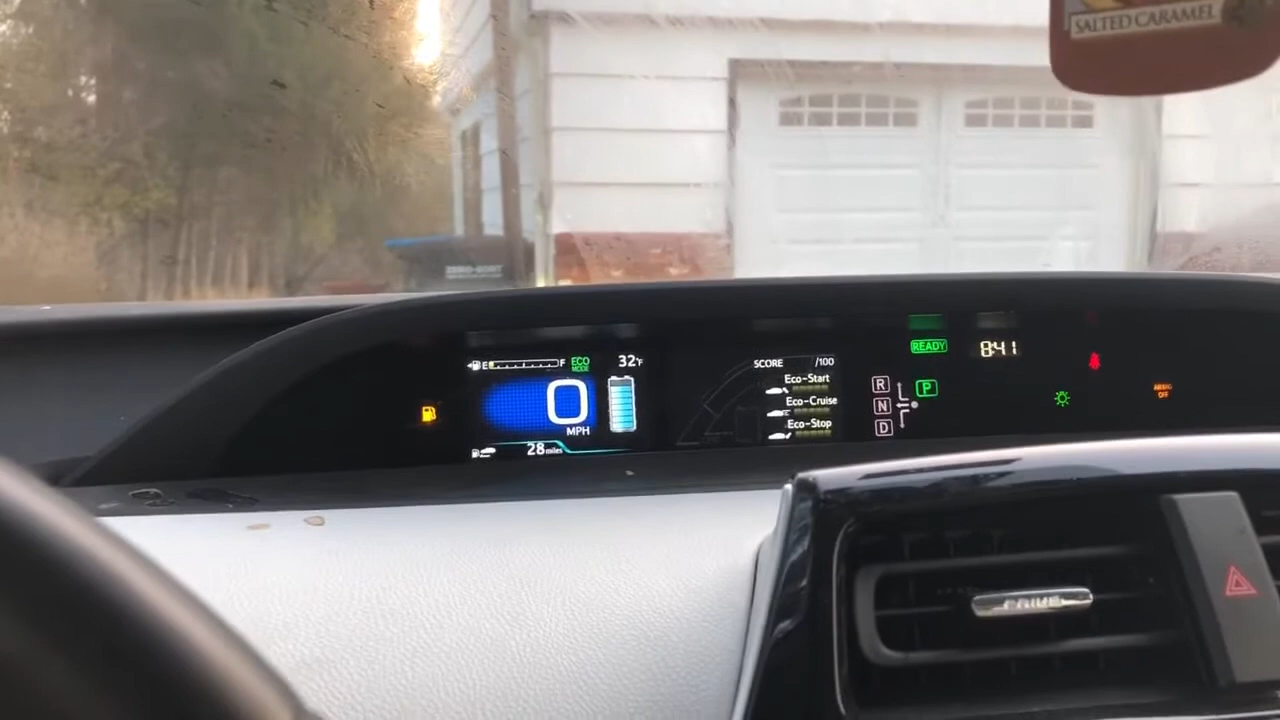 SALTED CARAMEL
E F
ECO
MODE
32°F
0
MPH
28 miles
SCORE /100
Eco-Start
Eco-Cruise
Eco-Stop
READY
8:41
R
N
D
P
AIRBAG
OFF